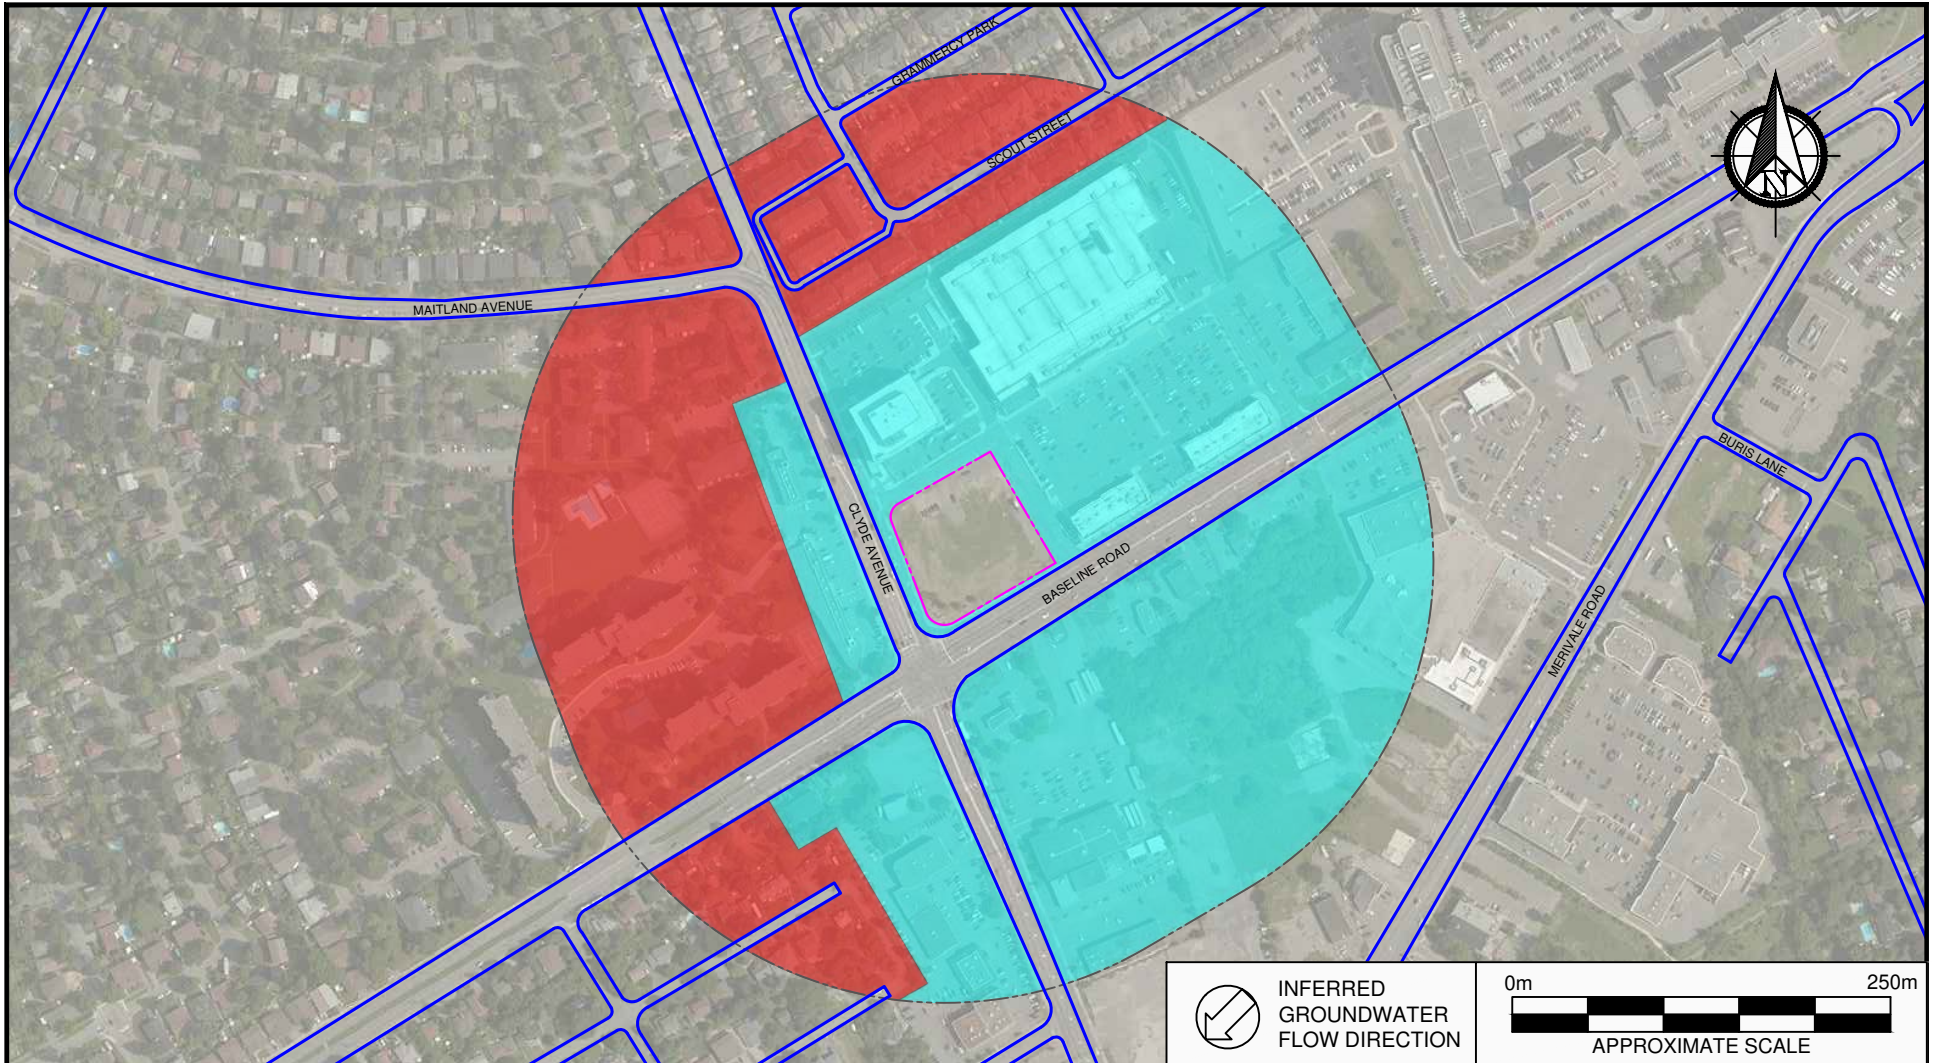 GRAMMERCY PARK
SCOUT STREET
N
MAITLAND AVENUE
BURIS LANE
CLYDE AVENUE
BASELINE ROAD
MERIVALE ROAD
INFERRED
GROUNDWATER
FLOW DIRECTION
0m 250m
APPROXIMATE SCALE